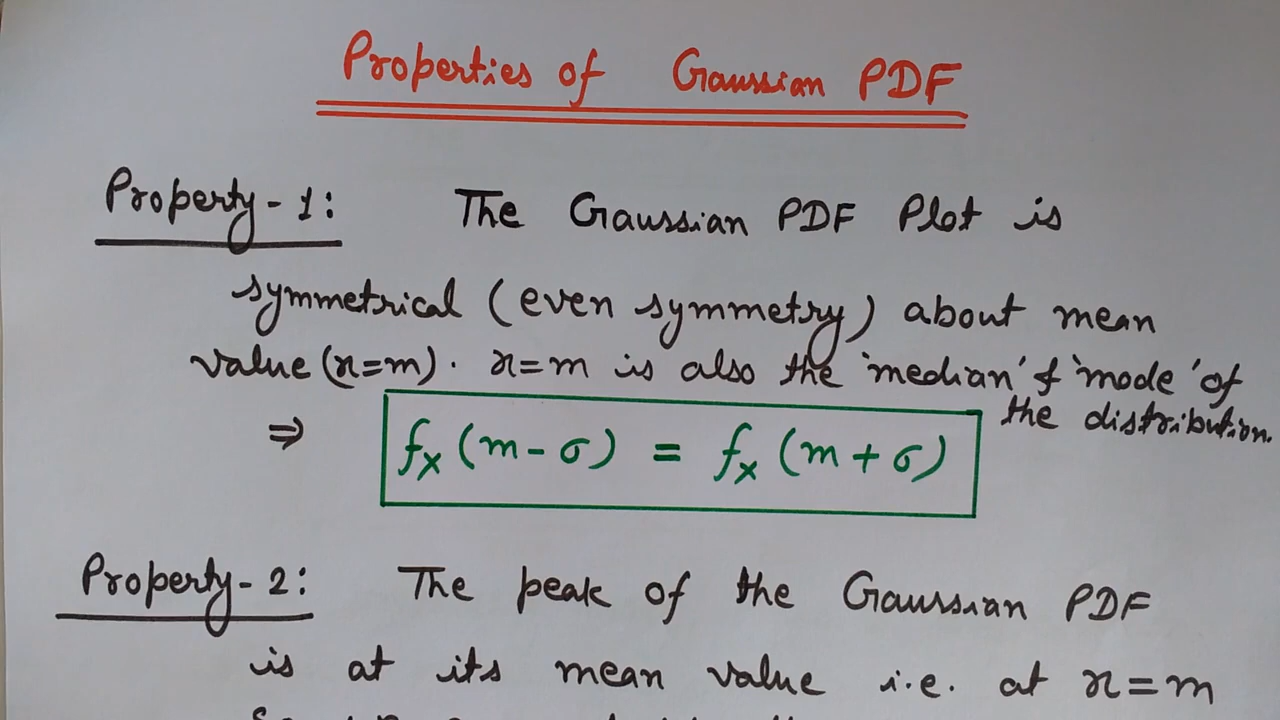 Properties of Gaussian PDF
Property-1: The Gaussian PDF Plot is
symmetrical (even symmetry) about mean
value (x=m). x=m is also the 'median' & 'mode' of
the distribution.
⇒ fx (m-σ) = fx (m+σ)
Property-2: The peak of the Gaussian PDF
is at its mean value i.e. at x=m